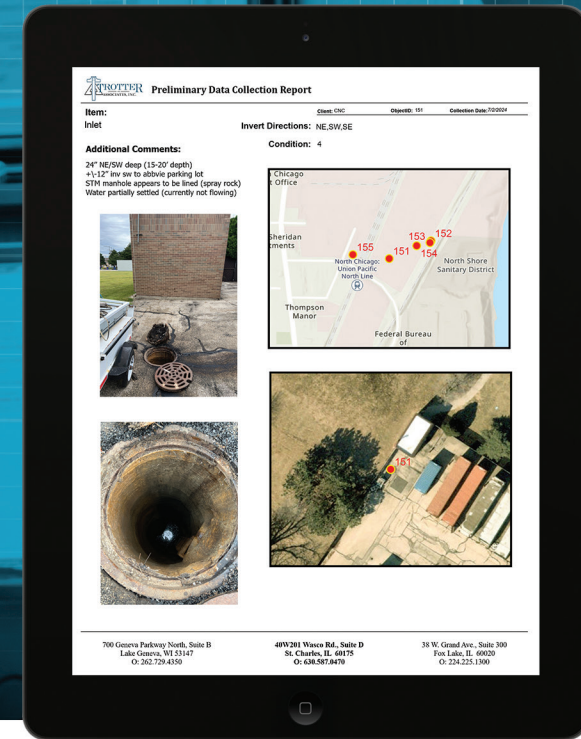 TROTTER
ASSOCIATES, INC.
Preliminary Data Collection Report
Item:
Client: CNC
ObjectID: 151
Collection Date: 7/2/2024
Inlet
Invert Directions: NE,SW,SE
Condition: 4
Additional Comments:
24" NE/SW deep (15-20' depth)
+\-12" inv sw to abbvie parking lot
STM manhole appears to be lined (spray rock)
Water partially settled (currently not flowing)
Chicago
t Office
Sheridan
tments
155
151
153
152
154
North Chicago:
Union Pacific
North Line
North Shore
Sanitary District
Thompson
Manor
Federal Bureau
of
151
700 Geneva Parkway North, Suite B
Lake Geneva, WI 53147
O: 262.729.4350
40W201 Wasco Rd., Suite D
St. Charles, IL 60175
O: 630.587.0470
38 W. Grand Ave., Suite 300
Fox Lake, IL 60020
O: 224.225.1300